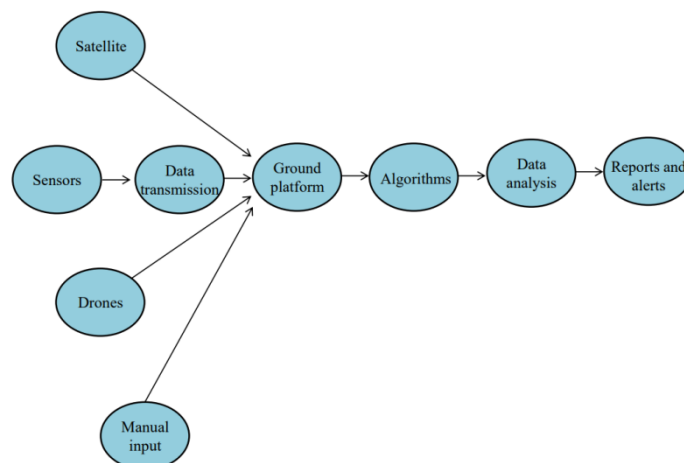 Satellite
Sensors
Data
transmission
Ground
platform
Algorithms
Data
analysis
Reports and
alerts
Drones
Manual
input